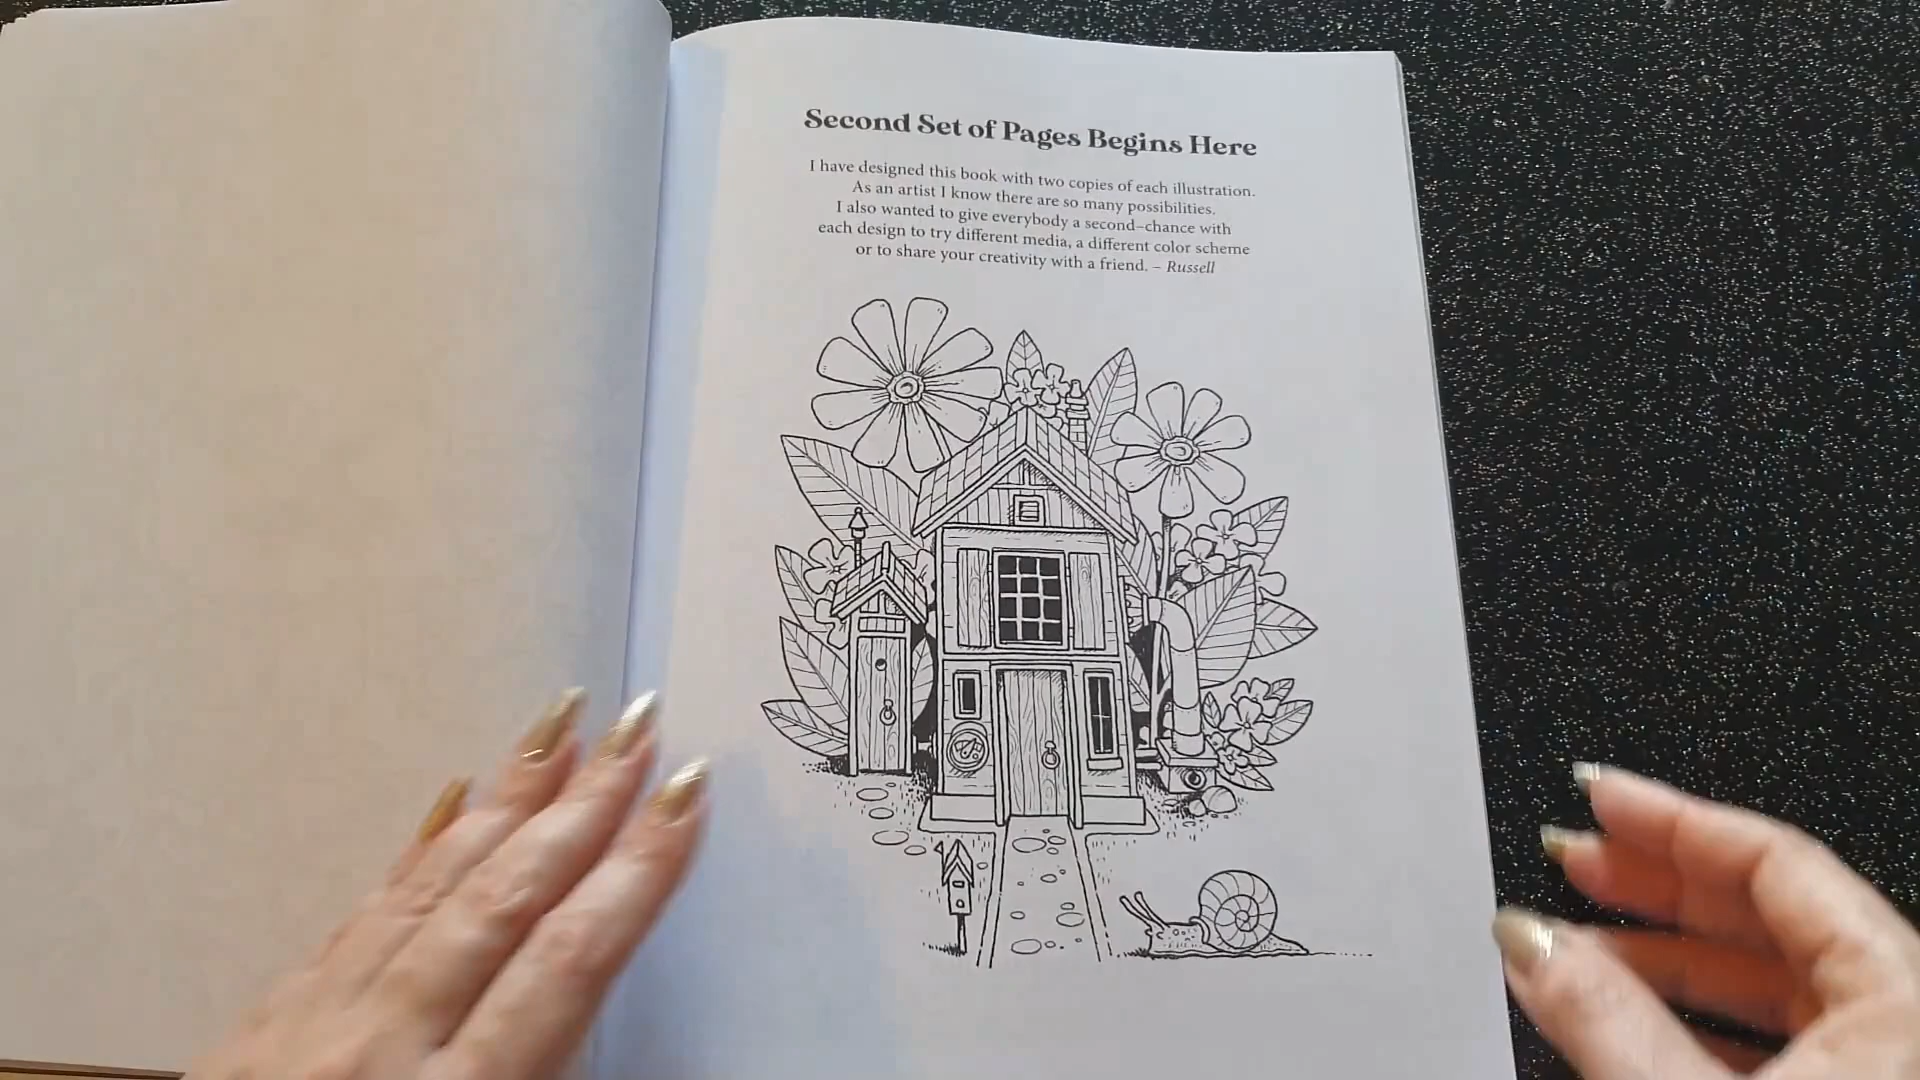 Second Set of Pages Begins Here
I have designed this book with two copies of each illustration.
As an artist I know there are so many possibilities.
I also wanted to give everybody a second–chance with
each design to try different media, a different color scheme
or to share your creativity with a friend. – Russell